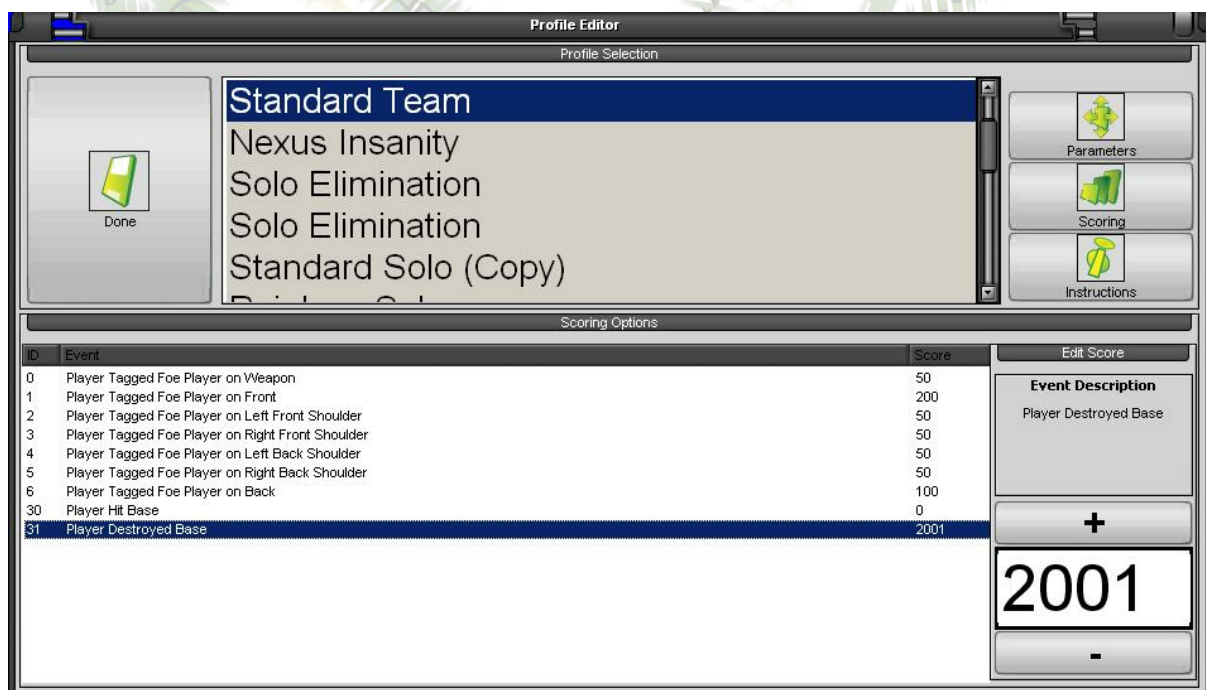 Profile Editor
Profile Selection
Done
Standard Team
Nexus Insanity
Solo Elimination
Solo Elimination
Standard Solo (Copy)
Parameters
Scoring
Instructions
Scoring Options
ID Event Score
0 Player Tagged Foe Player on Weapon 50
1 Player Tagged Foe Player on Front 200
2 Player Tagged Foe Player on Left Front Shoulder 50
3 Player Tagged Foe Player on Right Front Shoulder 50
4 Player Tagged Foe Player on Left Back Shoulder 50
5 Player Tagged Foe Player on Right Back Shoulder 50
6 Player Tagged Foe Player on Back 100
30 Player Hit Base 0
31 Player Destroyed Base 2001
Edit Score
Event Description
Player Destroyed Base
+
2001
-